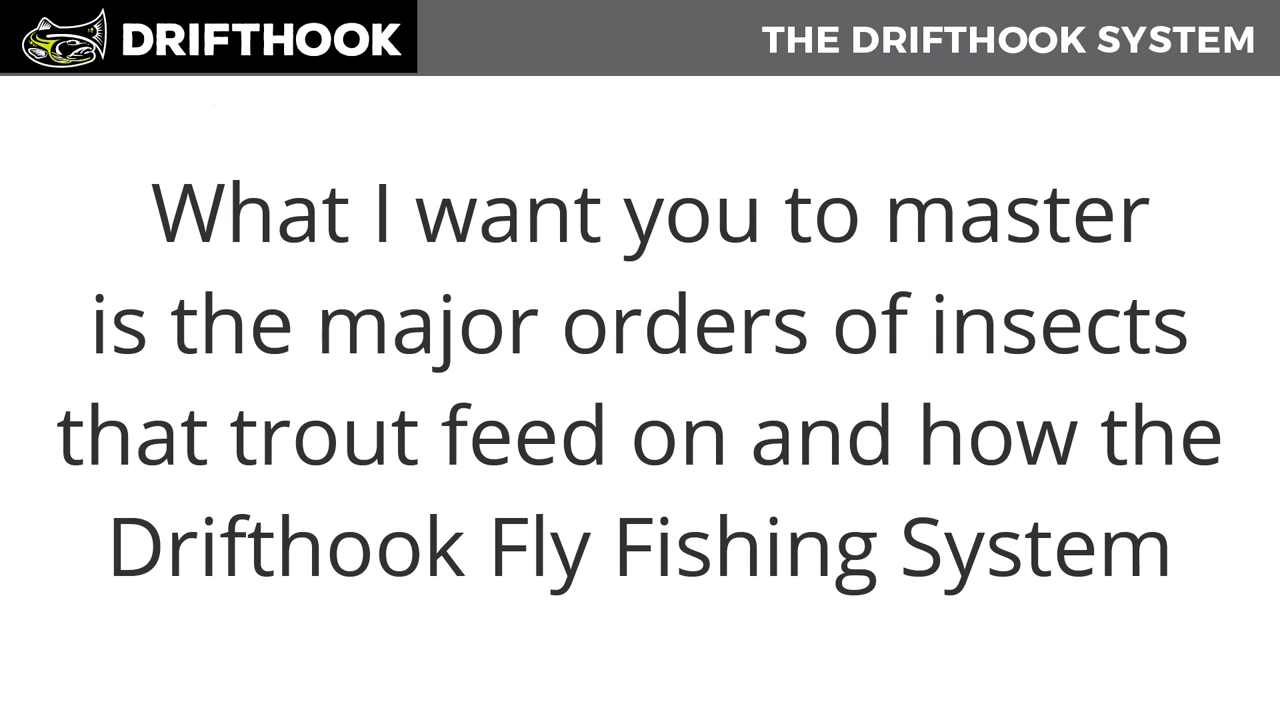 DRIFTHOOK
THE DRIFTHOOK SYSTEM
What I want you to master
is the major orders of insects
that trout feed on and how the
Drifthook Fly Fishing System